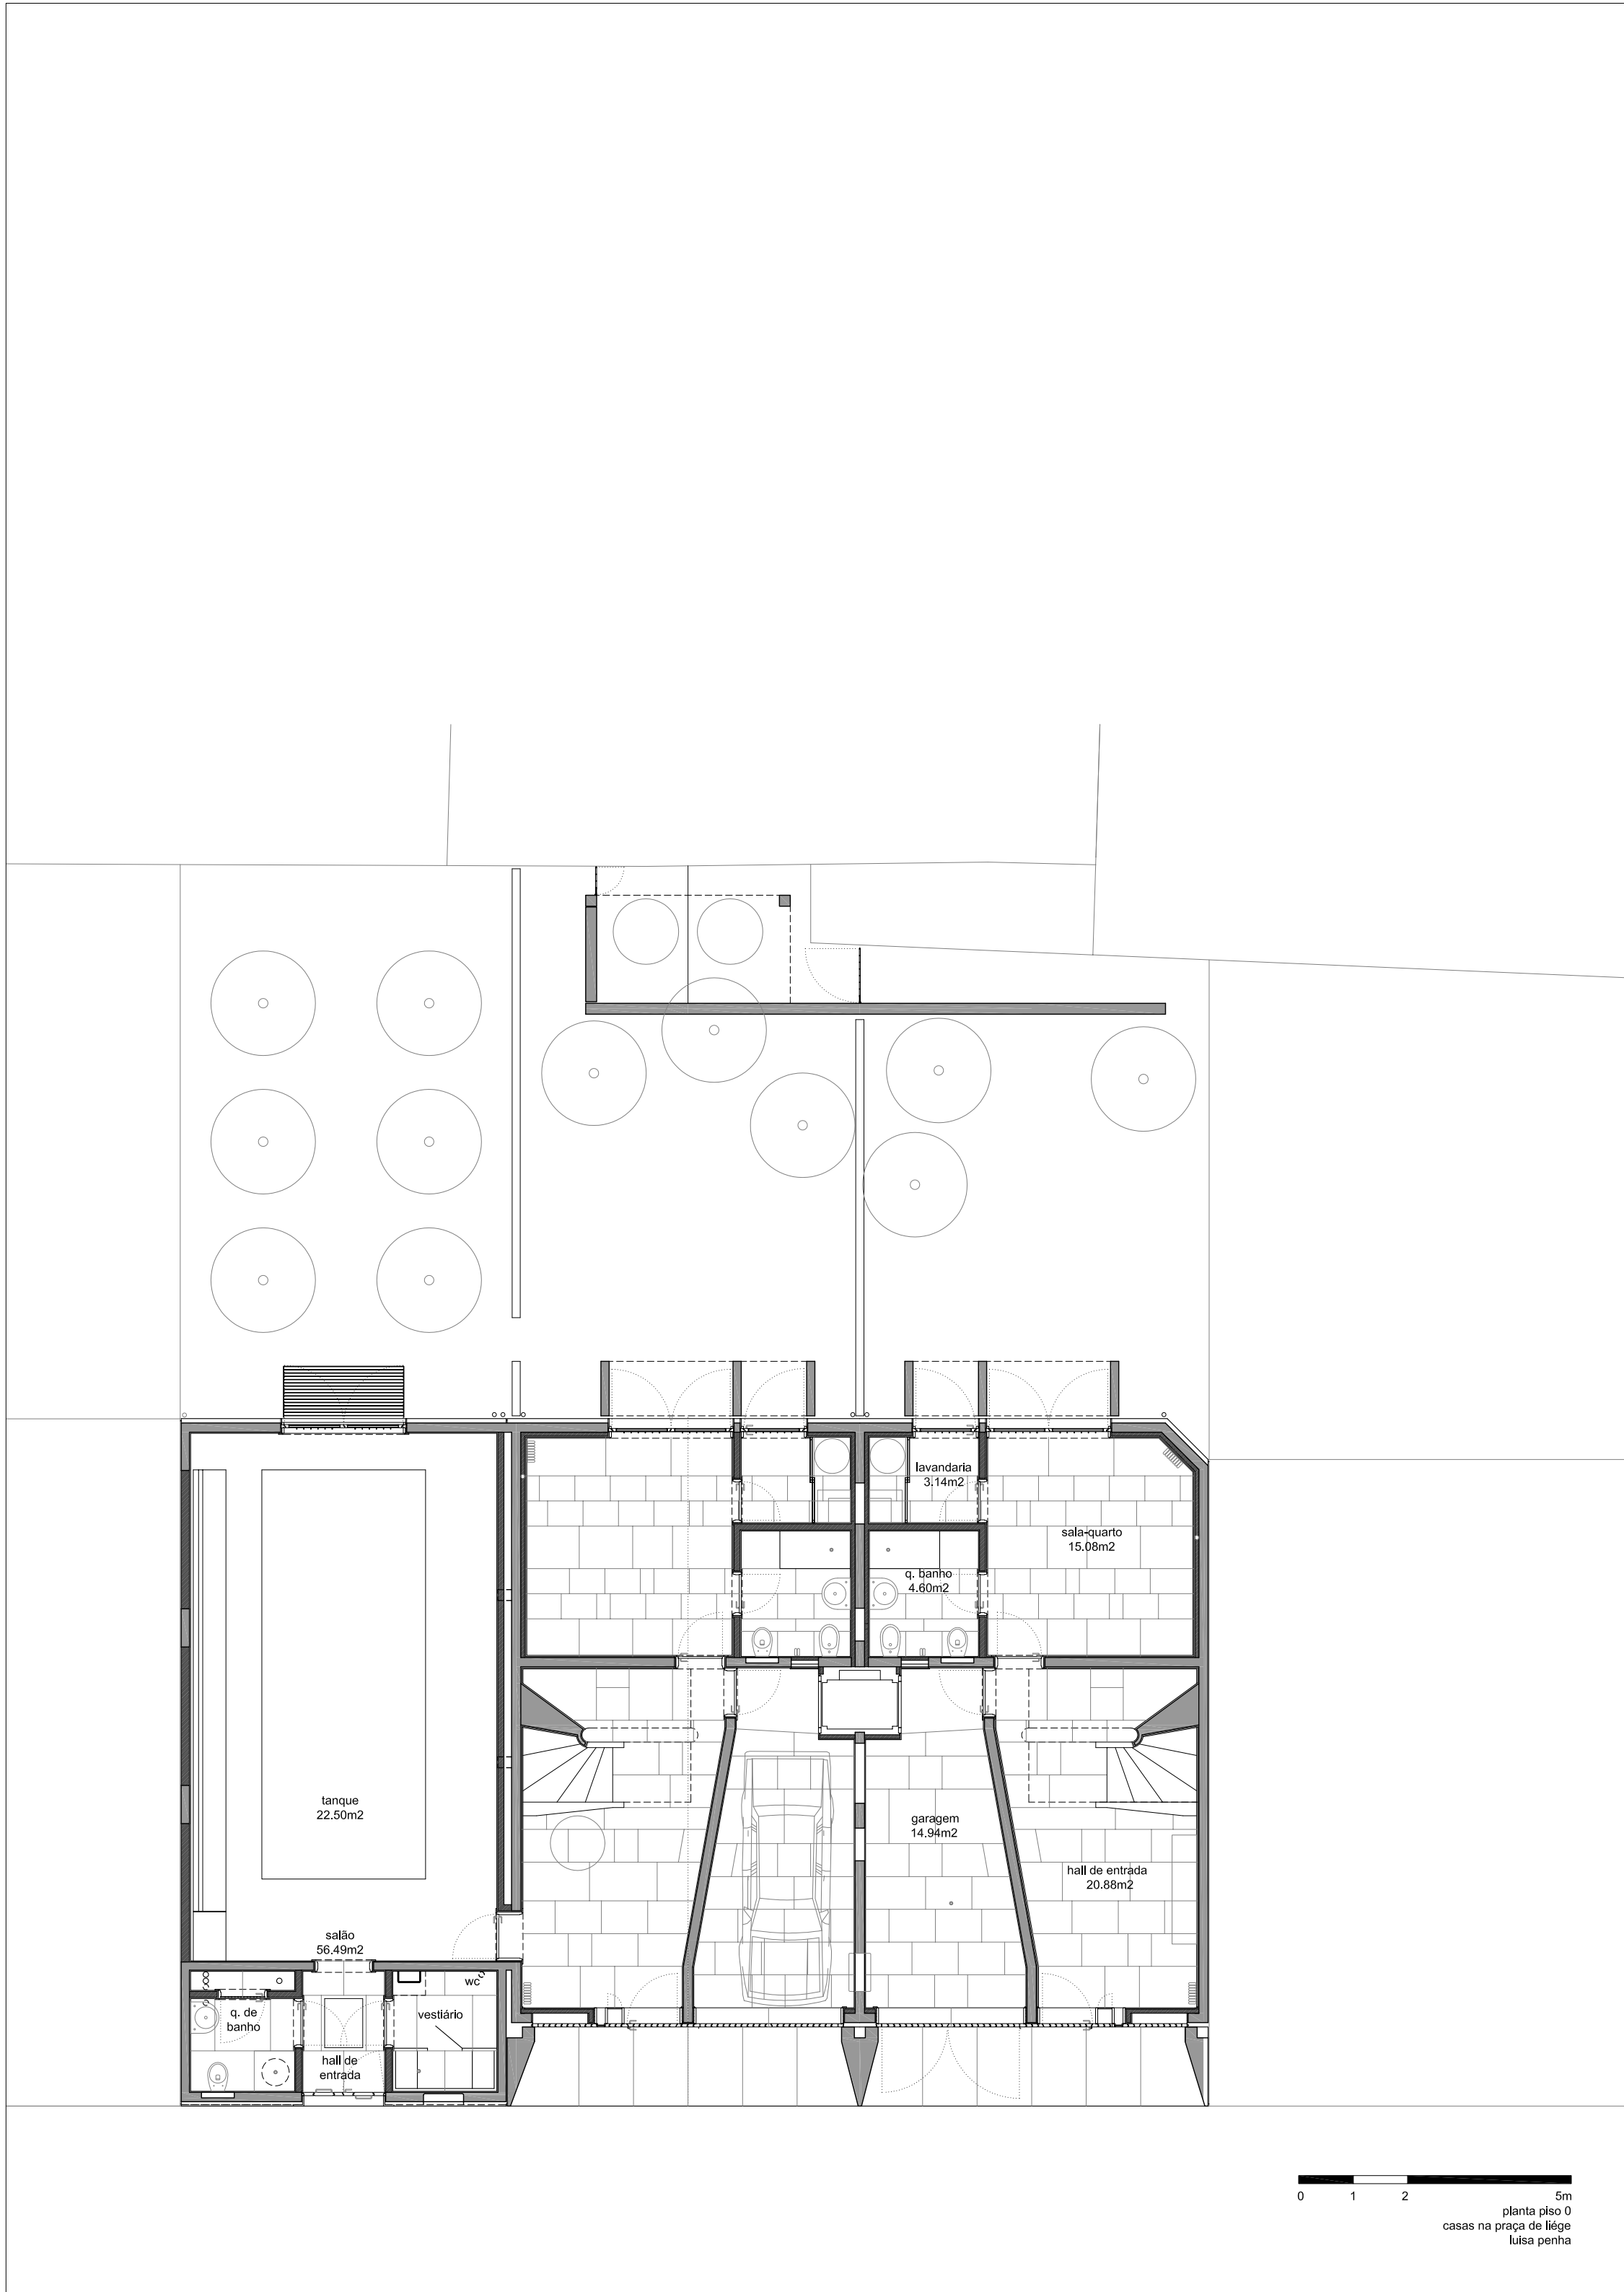 lavandaria
3.14m2
sala-quarto
15.08m2
q. banho
4.60m2
tanque
22.50m2
garagem
14.94m2
hall de entrada
20.88m2
salão
56.49m2
wc
q. de
banho
vestiário
hall de
entrada
0 1 2 5m
planta piso 0
casas na praça de liége
luisa penha